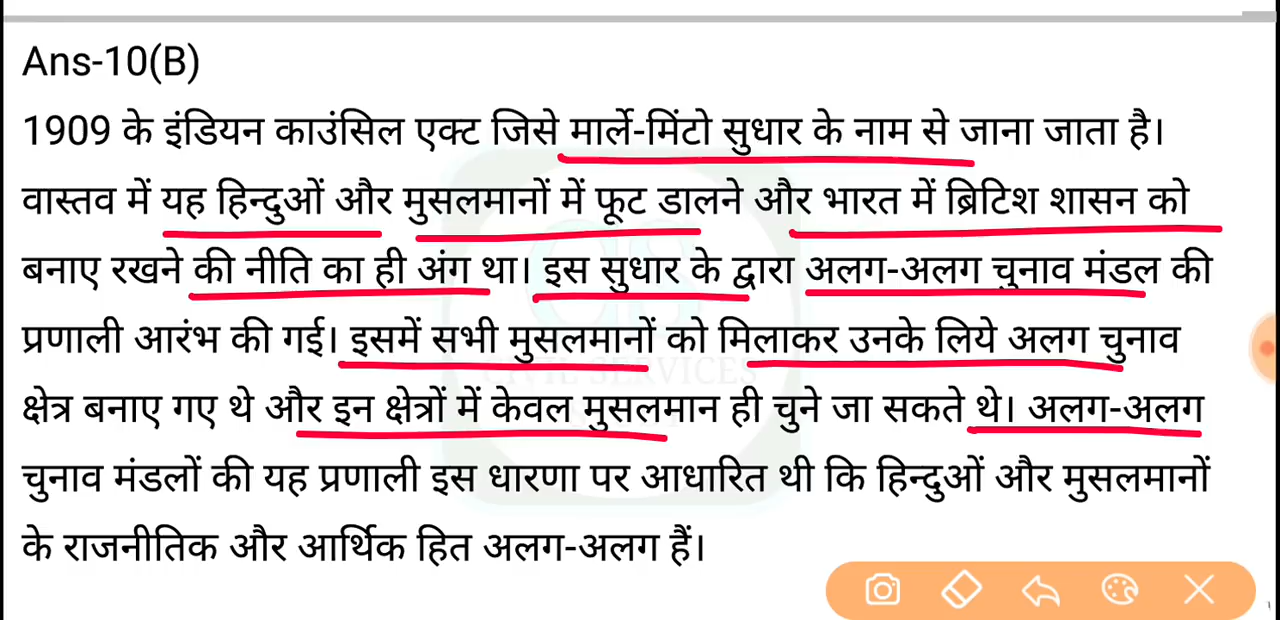 Ans-10(B)
1909 के इंडियन काउंसिल एक्ट जिसे मार्ले-मिंटो सुधार के नाम से जाना जाता है।
वास्तव में यह हिन्दुओं और मुसलमानों में फूट डालने और भारत में ब्रिटिश शासन को
बनाए रखने की नीति का ही अंग था। इस सुधार के द्वारा अलग-अलग चुनाव मंडल की
प्रणाली आरंभ की गई। इसमें सभी मुसलमानों को मिलाकर उनके लिये अलग चुनाव
CIVIL SERVICES
क्षेत्र बनाए गए थे और इन क्षेत्रों में केवल मुसलमान ही चुने जा सकते थे। अलग-अलग
चुनाव मंडलों की यह प्रणाली इस धारणा पर आधारित थी कि हिन्दुओं और मुसलमानों
के राजनीतिक और आर्थिक हित अलग-अलग हैं।